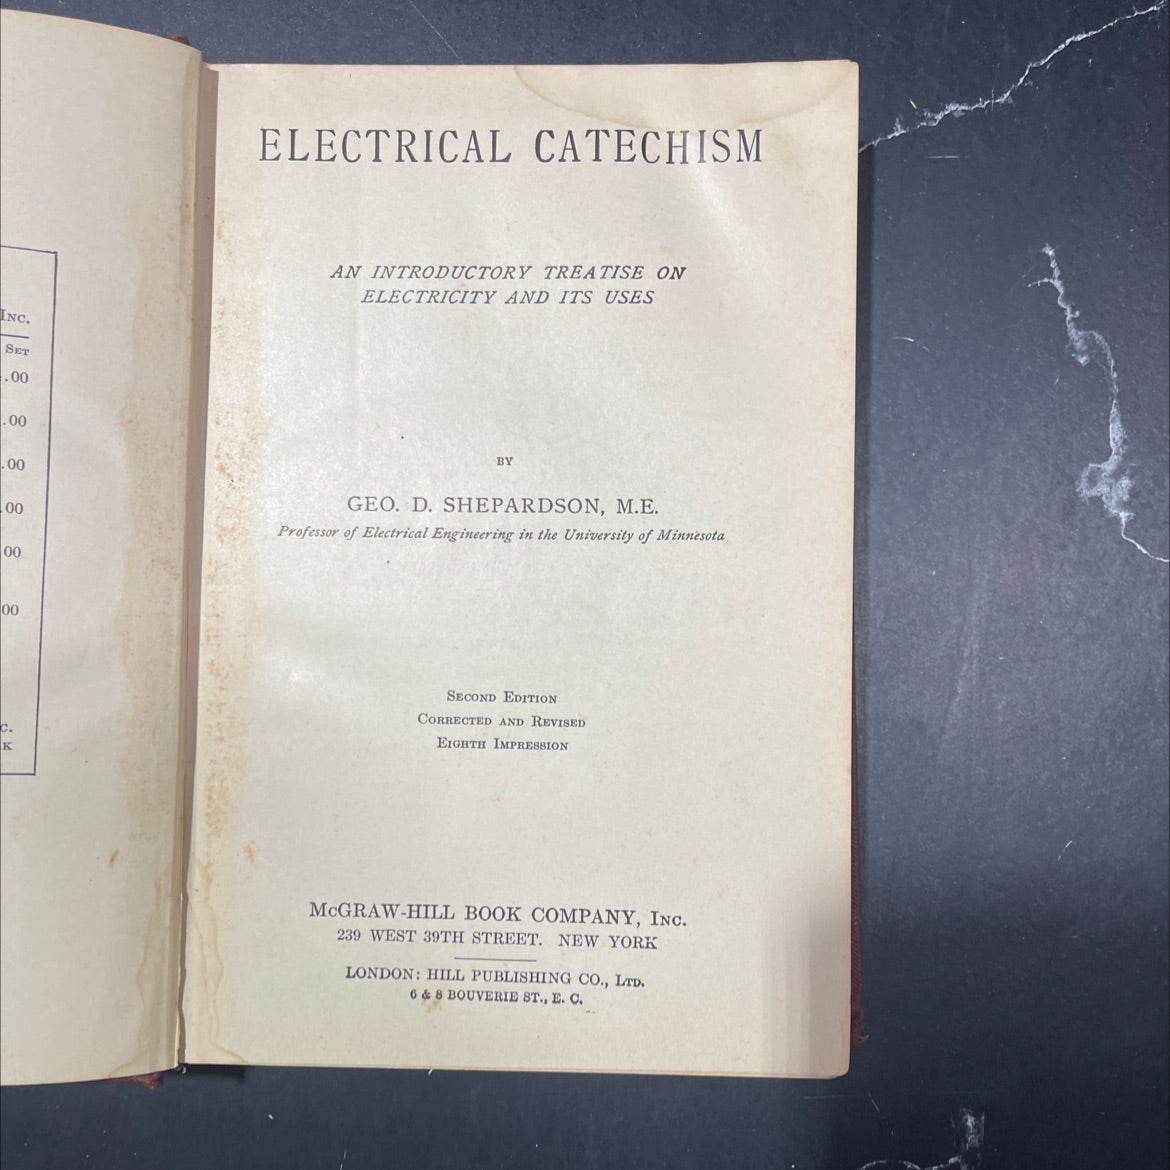 Inc.
Set
.00
.00
.00
.00
00
00
C.
K
ELECTRICAL CATECHISM
AN INTRODUCTORY TREATISE ON
ELECTRICITY AND ITS USES
BY
GEO. D. SHEPARDSON, M.E.
Professor of Electrical Engineering in the University of Minnesota
Second Edition
Corrected and Revised
Eighth Impression
McGRAW-HILL BOOK COMPANY, Inc.
239 WEST 39TH STREET. NEW YORK
LONDON: HILL PUBLISHING CO., Ltd.
6 & 8 BOUVERIE ST., E. C.